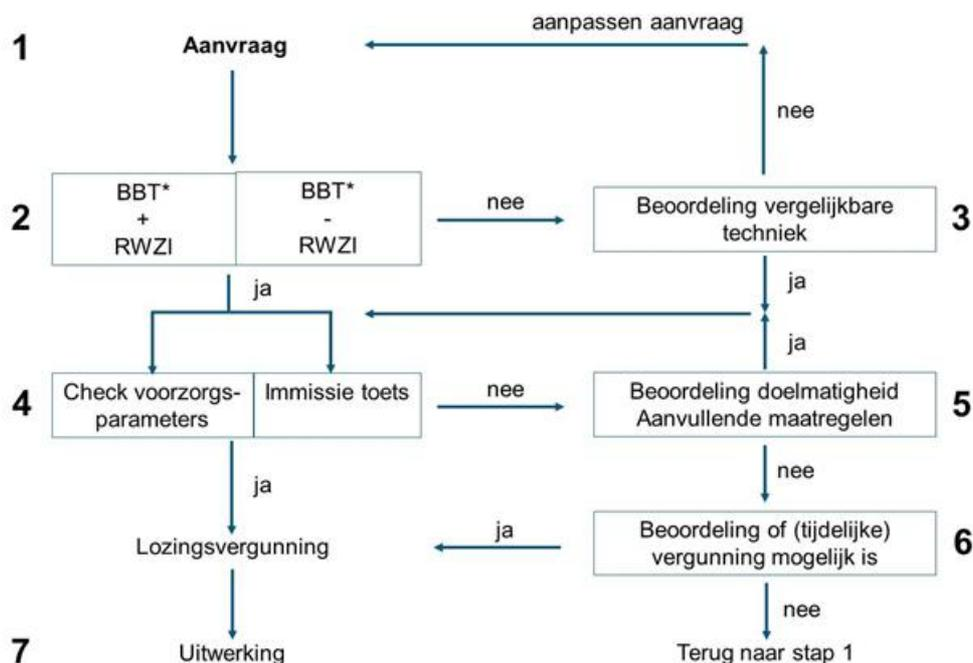 aanpassen aanvraag
1
Aanvraag
nee
2
BBT*
+
RWZI
BBT*
-
RWZI
nee
Beoordeling vergelijkbare
techniek
3
ja
ja
ja
4
Check voorzorgs-
parameters
Immissie toets
nee
Beoordeling doelmatigheid
Aanvullende maatregelen
5
ja
nee
Lozingsvergunning
ja
Beoordeling of (tijdelijke)
vergunning mogelijk is
6
nee
7
Uitwerking
Terug naar stap 1